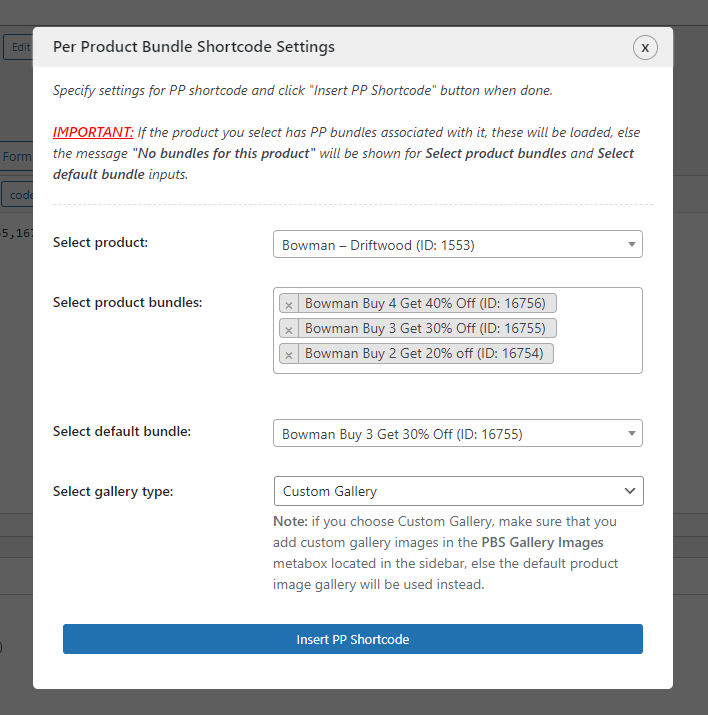 Per Product Bundle Shortcode Settings
x
Edit
Specify settings for PP shortcode and click "Insert PP Shortcode" button when done.
IMPORTANT: If the product you select has PP bundles associated with it, these will be loaded, else
the message "No bundles for this product" will be shown for Select product bundles and Select
default bundle inputs.
Form
code
Select product:
Bowman – Driftwood (ID: 1553)
Select product bundles:
× Bowman Buy 4 Get 40% Off (ID: 16756)
× Bowman Buy 3 Get 30% Off (ID: 16755)
× Bowman Buy 2 Get 20% off (ID: 16754)
Select default bundle:
Bowman Buy 3 Get 30% Off (ID: 16755)
Select gallery type:
Custom Gallery
Note: if you choose Custom Gallery, make sure that you
add custom gallery images in the PBS Gallery Images
metabox located in the sidebar, else the default product
image gallery will be used instead.
Insert PP Shortcode